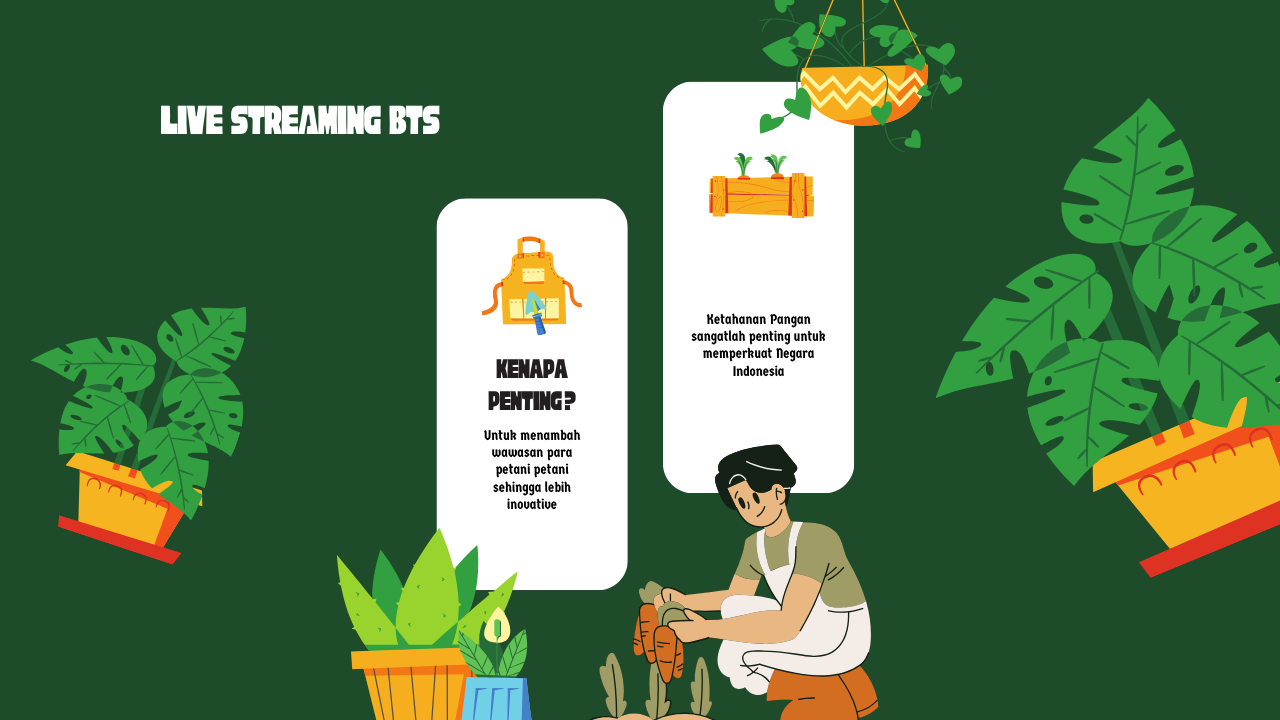 LIVE STREAMING BTS
KENAPA
PENTING?
Untuk menambah
wawasan para
petani petani
sehingga lebih
inovative
Ketahanan Pangan
sangatlah penting untuk
memperkuat Negara
Indonesia